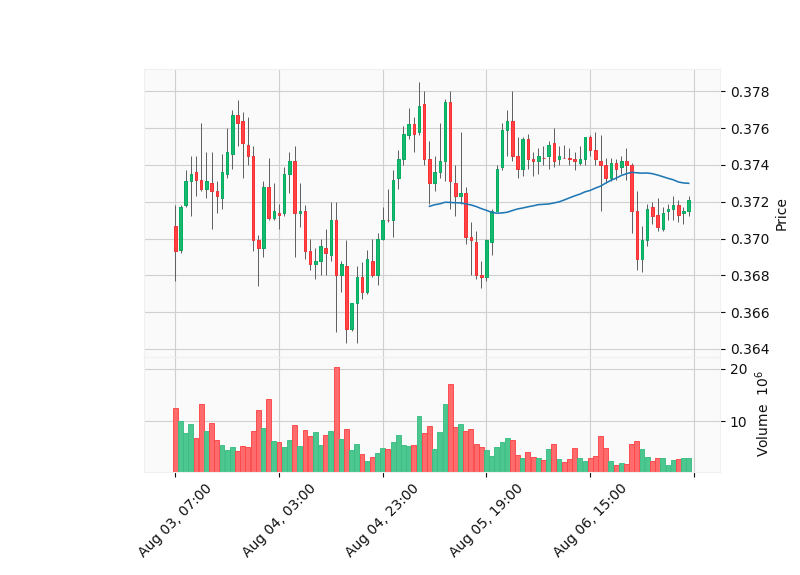 0.378
0.376
0.374
0.372
0.370
0.368
0.366
0.364
Price
20
10
Volume 10⁶
Aug 03, 07:00
Aug 04, 03:00
Aug 04, 23:00
Aug 05, 19:00
Aug 06, 15:00